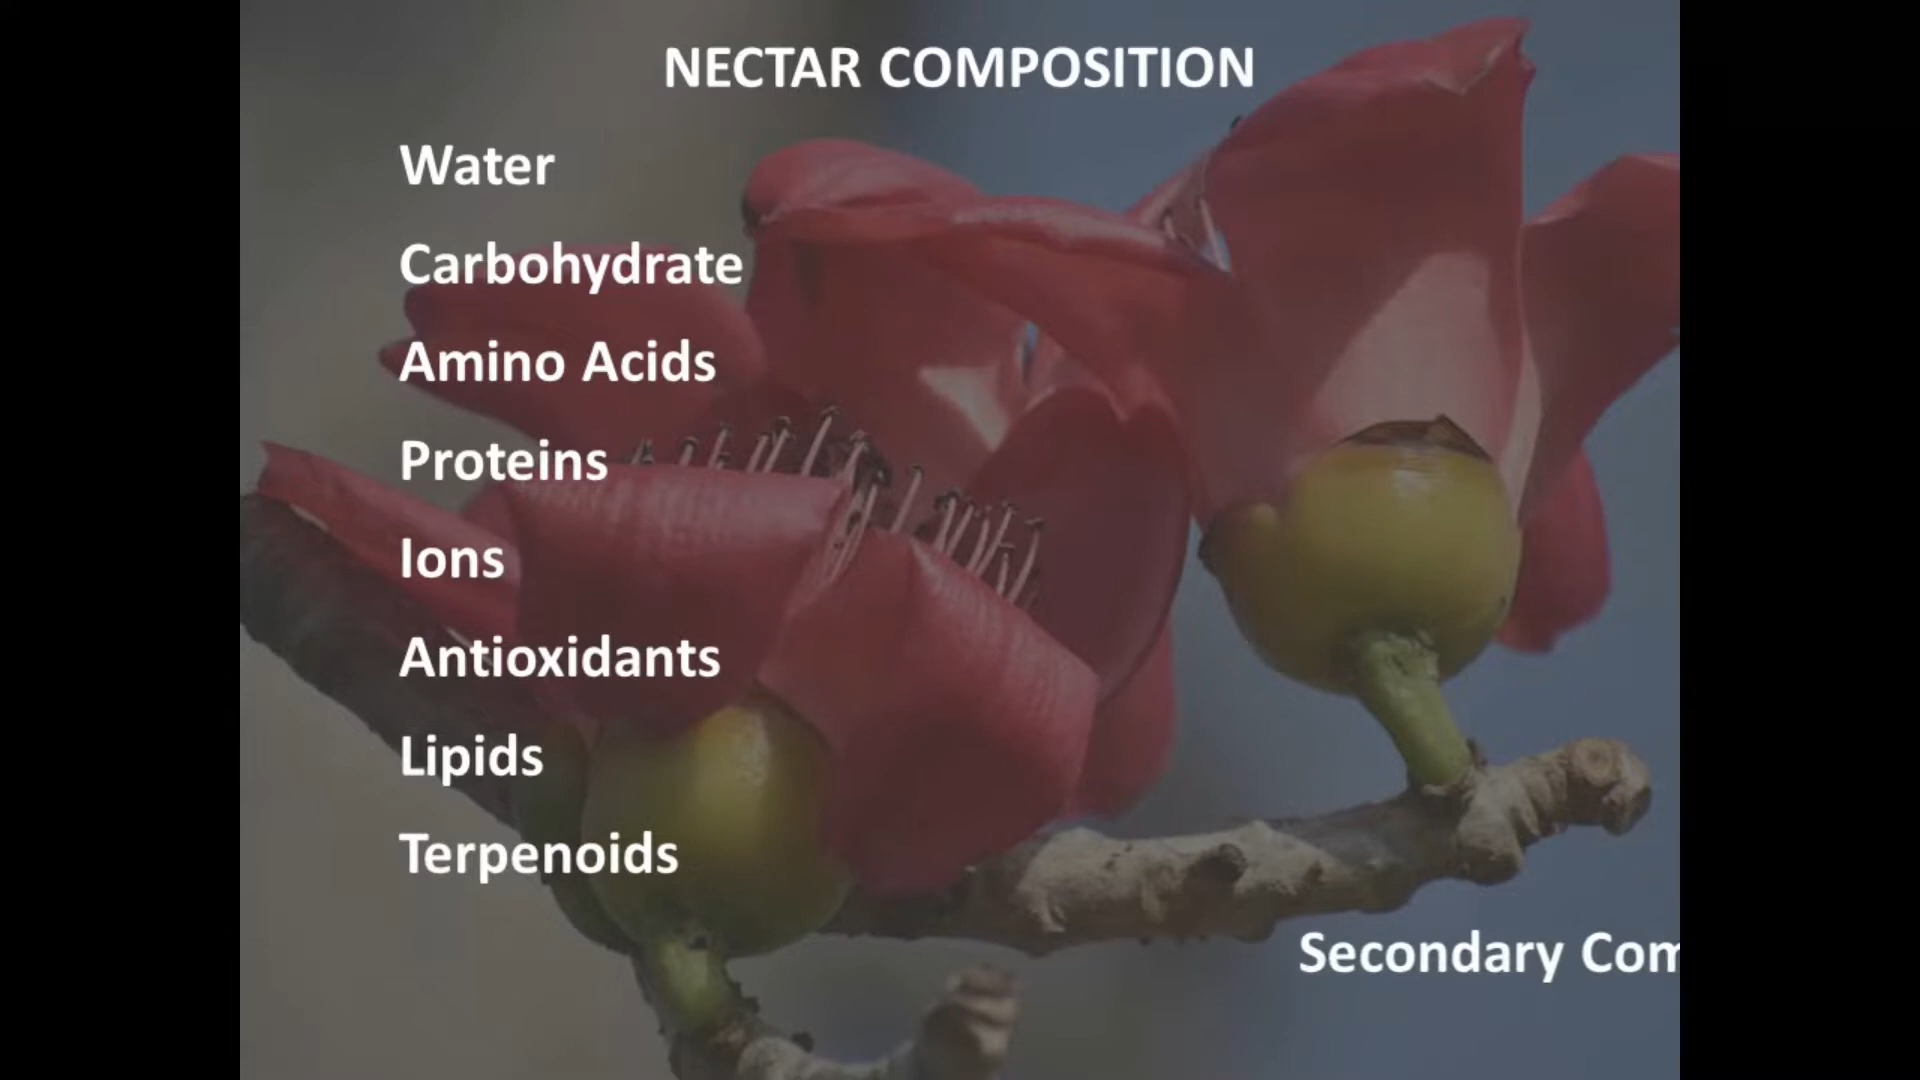 NECTAR COMPOSITION
Water
Carbohydrate
Amino Acids
Proteins
Ions
Antioxidants
Lipids
Terpenoids
Secondary